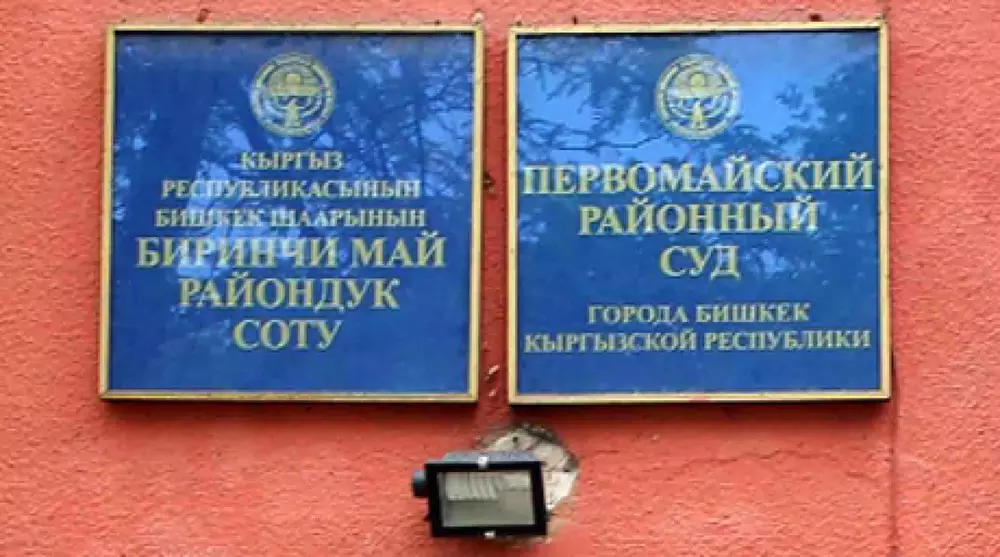 КЫРГЫЗ
РЕСПУБЛИКАСЫНЫН
БИШКЕК ШААРЫНЫН
БИРИНЧИ МАЙ
РАЙОНДУК
СОТУ
ПЕРВОМАЙСКИЙ
РАЙОННЫЙ
СУД
ГОРОДА БИШКЕК
КЫРГЫЗСКОЙ РЕСПУБЛИКИ